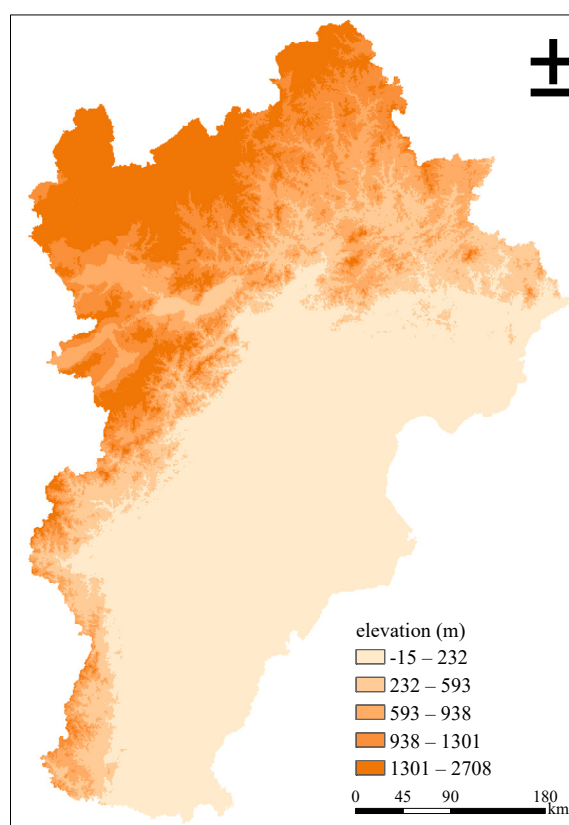 elevation (m)
-15 – 232
232 – 593
593 – 938
938 – 1301
1301 – 2708
0 45 90 180
km